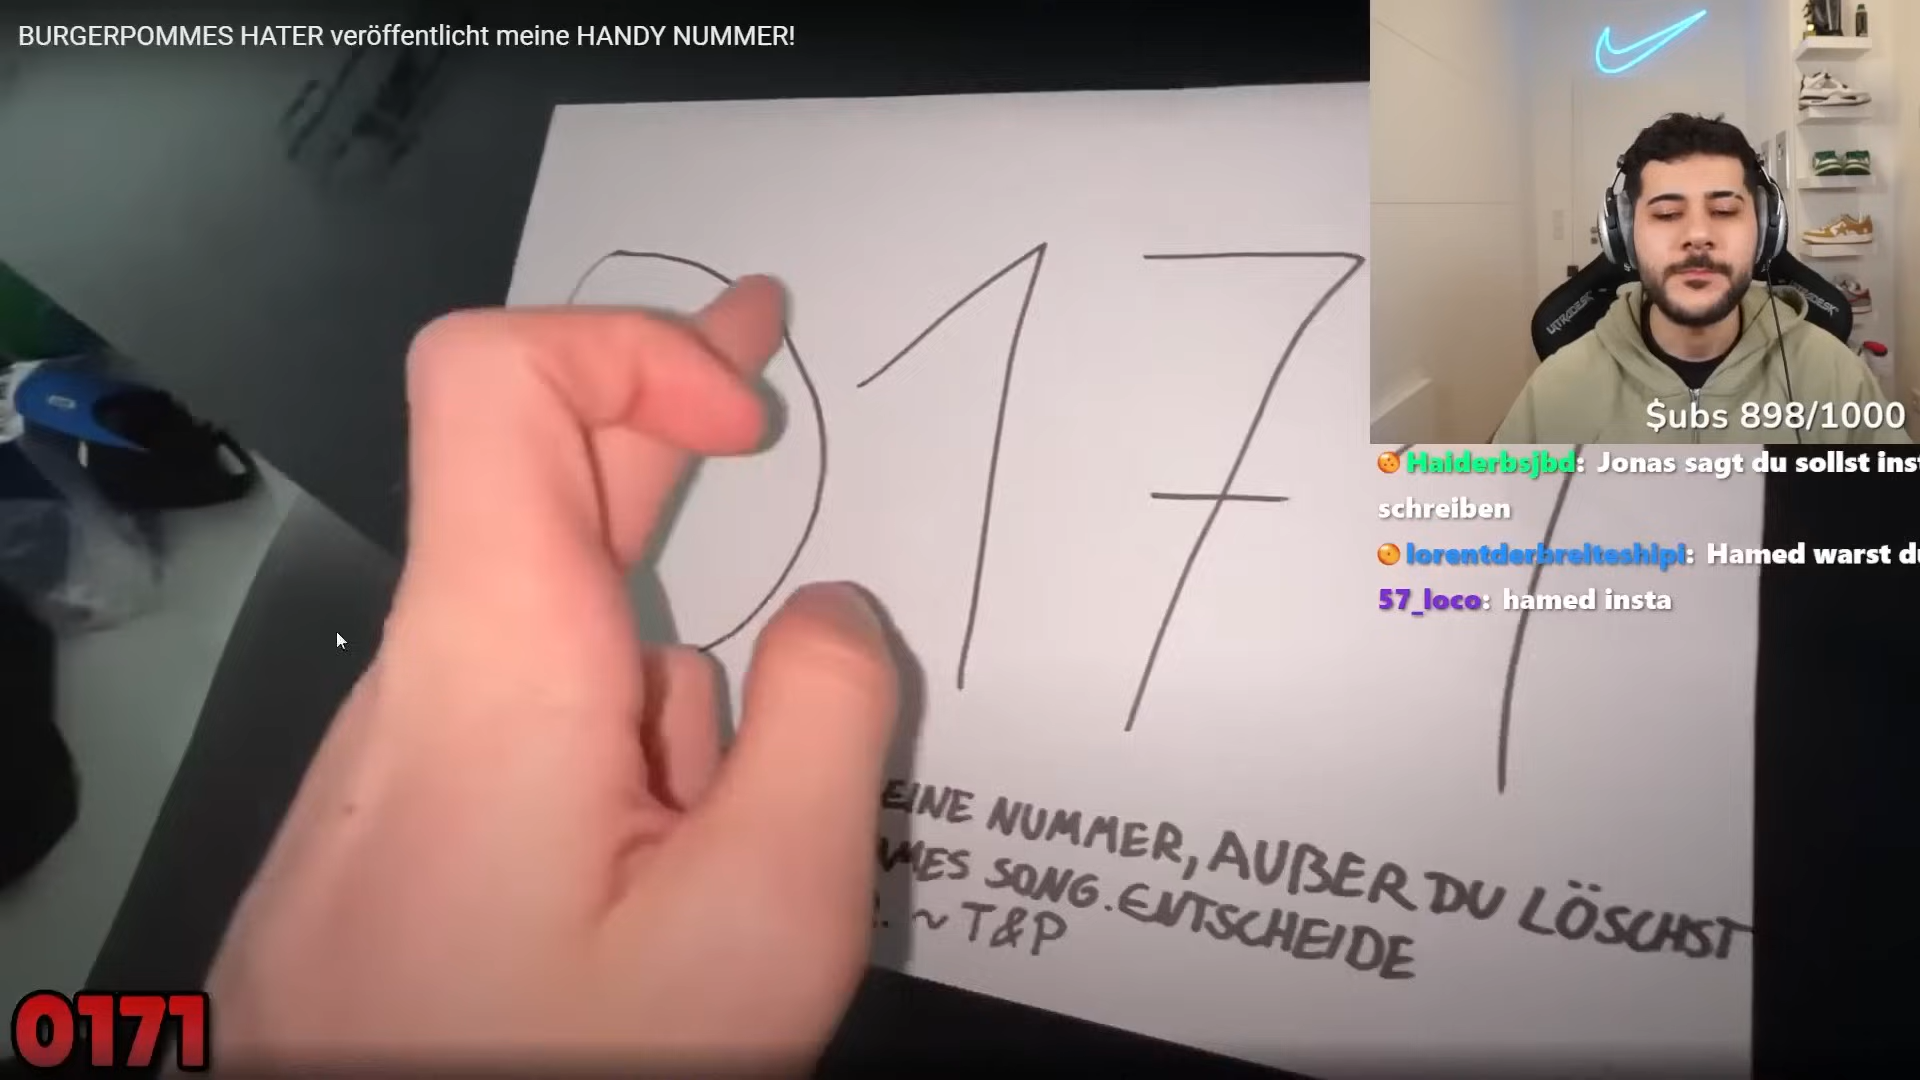 BURGERPOMMES HATER veröffentlicht meine HANDY NUMMER!
017
EINE NUMMER, AUßER DU LÖSCHST
MES SONG. ENTSCHEIDE
~ T&P
0171
$ubs 898/1000
Haiderbsjbd: Jonas sagt du sollst inst
schreiben
lorentderbreiteshipi: Hamed warst du
57_loco: hamed insta